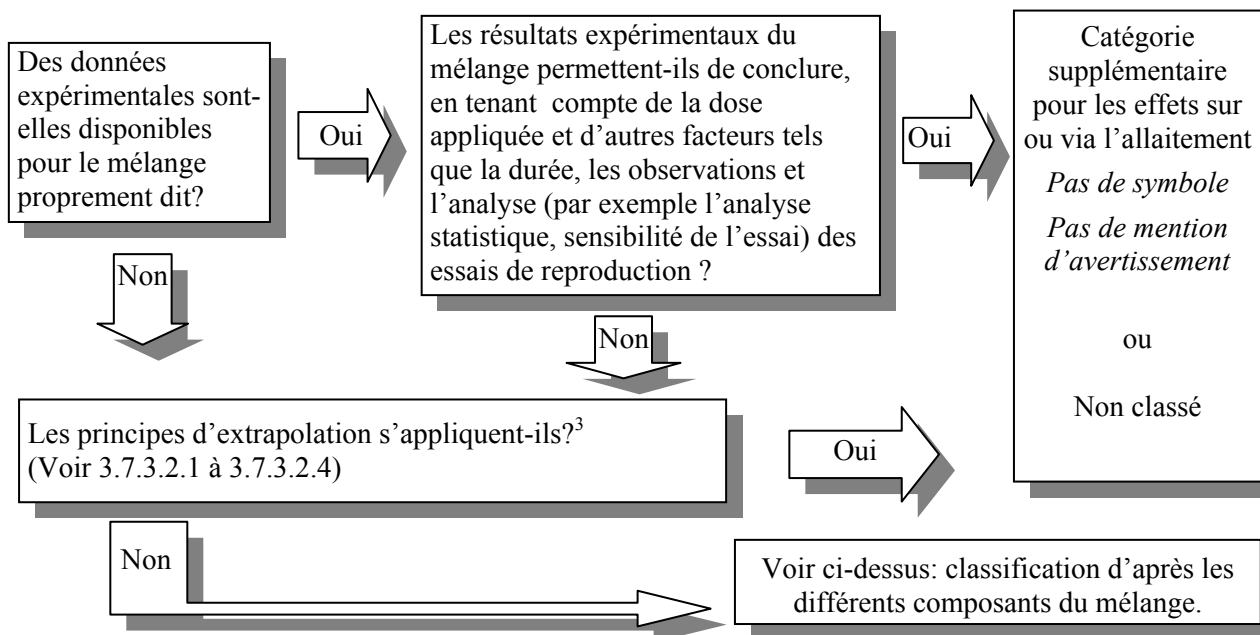 Des données
expérimentales sont-
elles disponibles
pour le mélange
proprement dit?
Oui
Les résultats expérimentaux du
mélange permettent-ils de conclure,
en tenant compte de la dose
appliquée et d'autres facteurs tels
que la durée, les observations et
l'analyse (par exemple l'analyse
statistique, sensibilité de l'essai) des
essais de reproduction ?
Oui
Catégorie
supplémentaire
pour les effets sur
ou via l'allaitement
Pas de symbole
Pas de mention
d'avertissement
ou
Non classé
Non
Non
Les principes d'extrapolation s'appliquent-ils?³
(Voir 3.7.3.2.1 à 3.7.3.2.4)
Oui
Non
Voir ci-dessus: classification d'après les
différents composants du mélange.